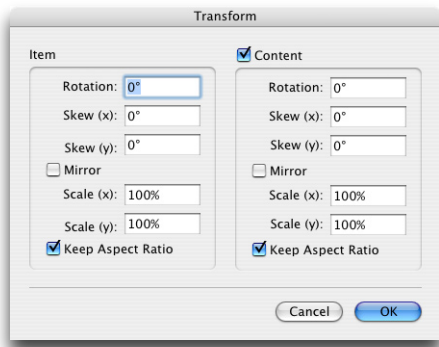 Transform
Item
Rotation: 0°
Skew (x): 0°
Skew (y): 0°
Mirror
Scale (x): 100%
Scale (y): 100%
Keep Aspect Ratio
Content
Rotation: 0°
Skew (x): 0°
Skew (y): 0°
Mirror
Scale (x): 100%
Scale (y): 100%
Keep Aspect Ratio
Cancel
OK